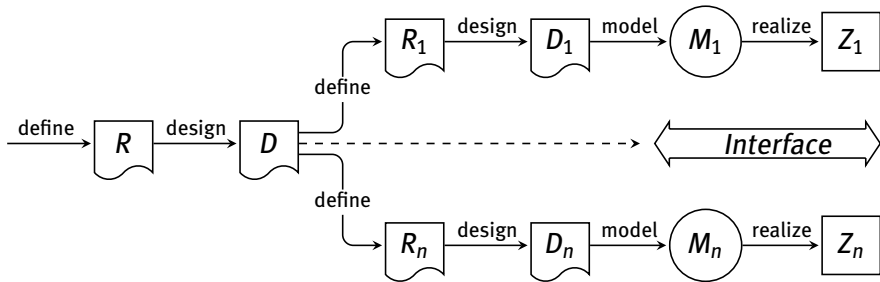 define R design D
define R₁ design D₁ model M₁ realize Z₁
Interface
define Rₙ design Dₙ model Mₙ realize Zₙ